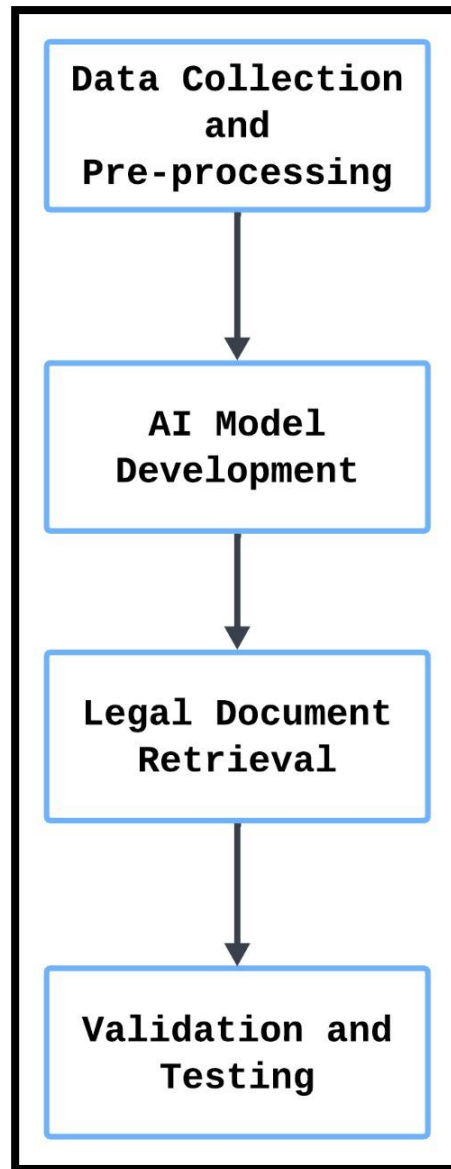 Data Collection
and
Pre-processing
AI Model
Development
Legal Document
Retrieval
Validation and
Testing